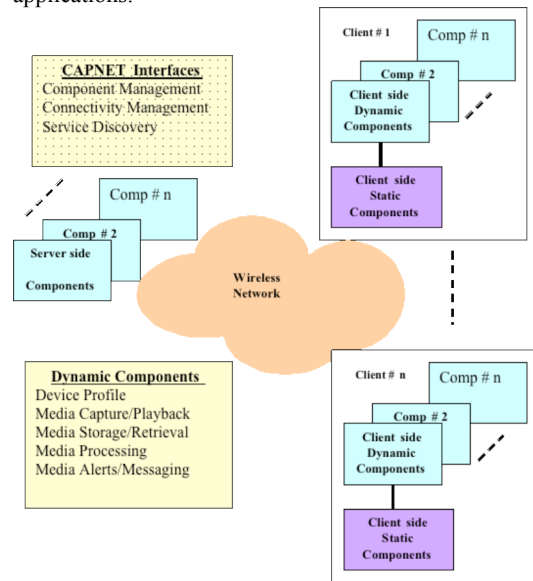 applications.
Client # 1
Comp # n
Comp # 2
Client side
Dynamic
Components
Client side
Static
Components
CAPNET Interfaces
Component Management
Connectivity Management
Service Discovery
Comp # n
Comp # 2
Server side
Components
Wireless
Network
Dynamic Components
Device Profile
Media Capture/Playback
Media Storage/Retrieval
Media Processing
Media Alerts/Messaging
Client # n
Comp # n
Comp # 2
Client side
Dynamic
Components
Client side
Static
Components